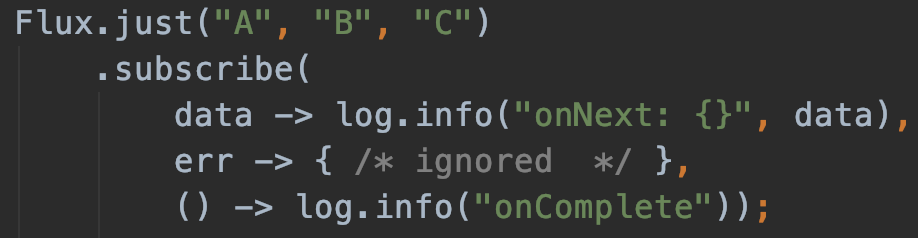 Flux.just("A", "B", "C")
    .subscribe(
        data -> log.info("onNext: {}", data),
        err -> { /* ignored  */ },
        () -> log.info("onComplete"));